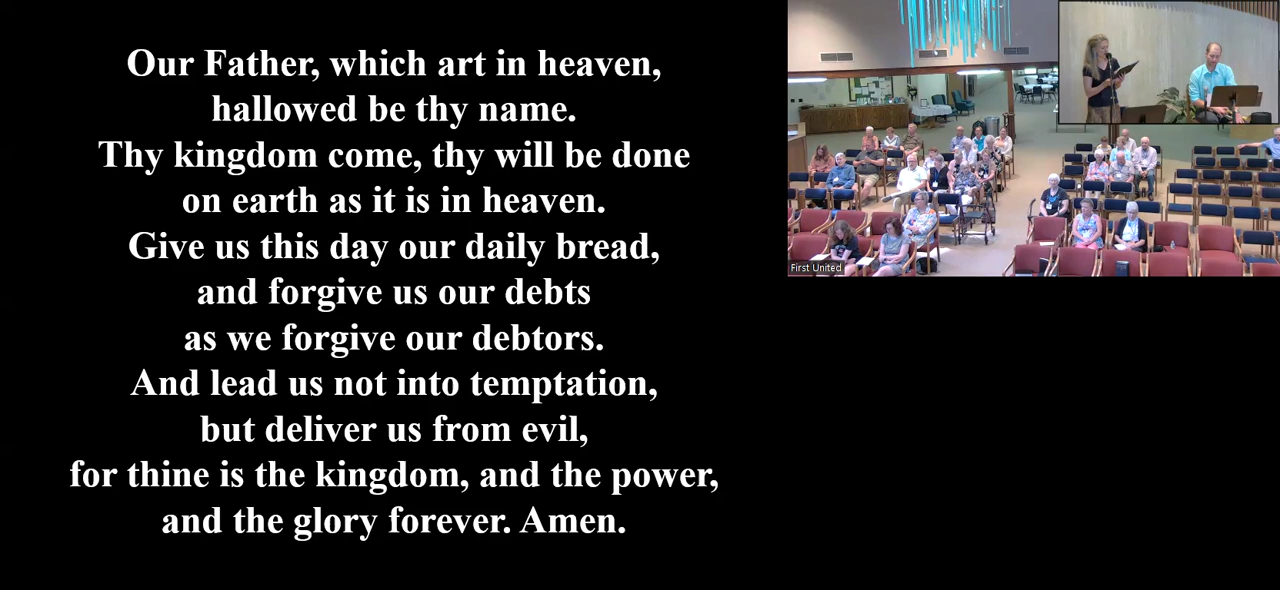 Our Father, which art in heaven,
hallowed be thy name.
Thy kingdom come, thy will be done
on earth as it is in heaven.
Give us this day our daily bread,
and forgive us our debts
as we forgive our debtors.
And lead us not into temptation,
but deliver us from evil,
for thine is the kingdom, and the power,
and the glory forever. Amen.
First United